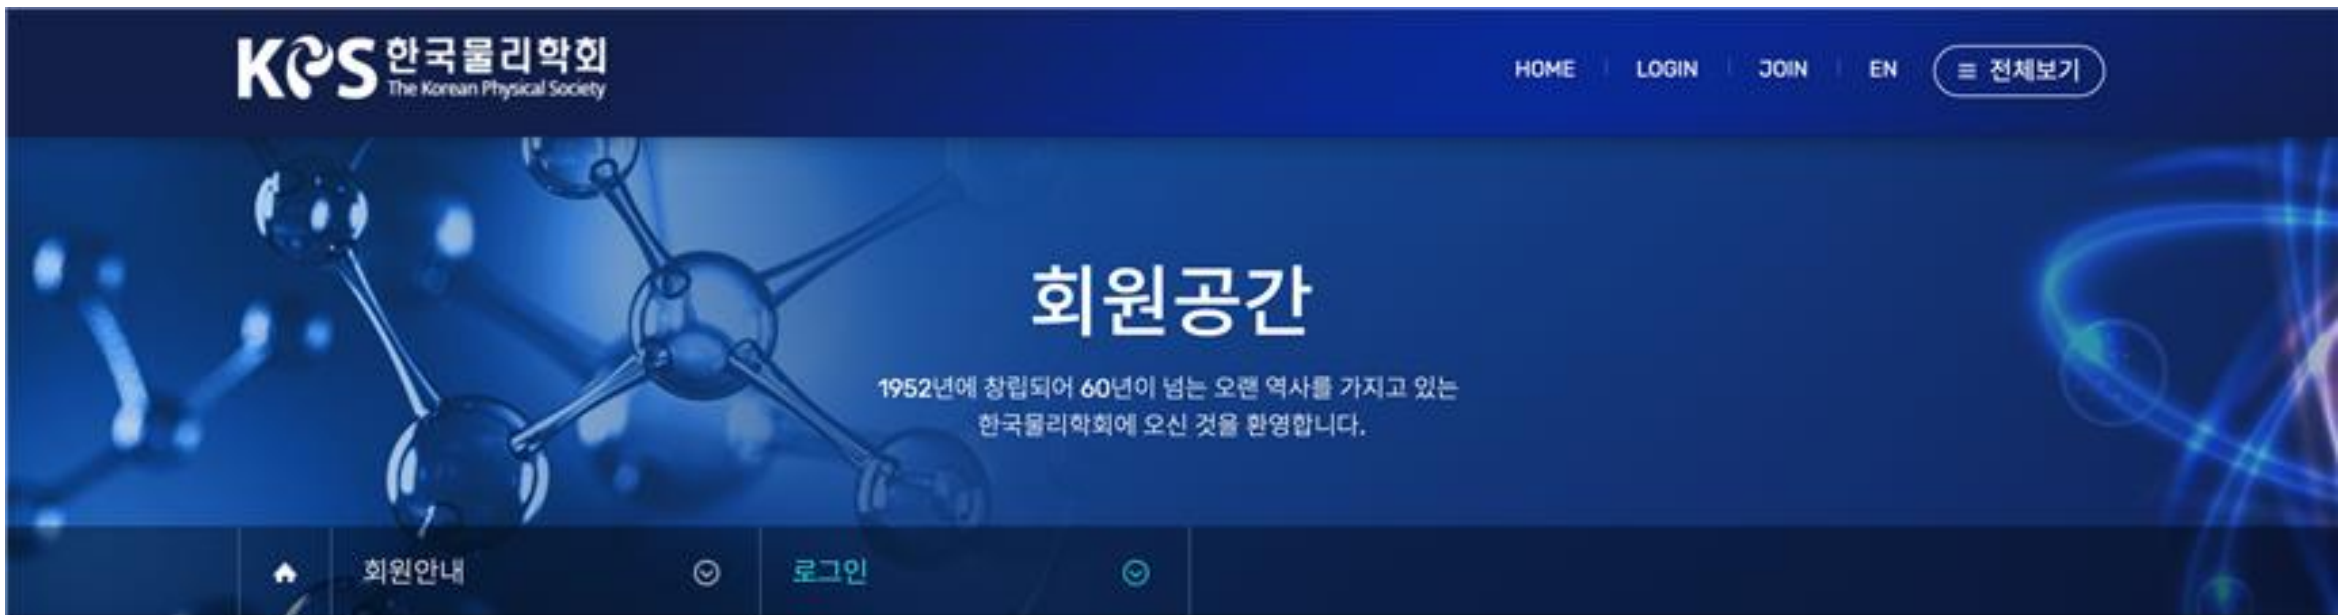 KPS 한국물리학회
The Korean Physical Society
HOME LOGIN JOIN EN 전체보기
회원공간
1952년에 창립되어 60년이 넘는 오랜 역사를 가지고 있는
한국물리학회에 오신 것을 환영합니다.
회원안내 로그인